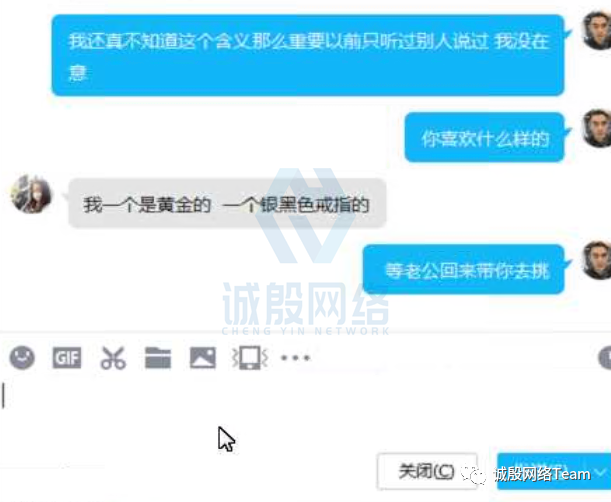 我还真不知道这个含义那么重要以前只听过别人说过 我没在
意
你喜欢什么样的
我一个是黄金的 一个银黑色戒指的
等老公回来带你去挑
诚殷网络
CHENG YIN NETWORK
GIF
关闭(C)
诚殷网络Team